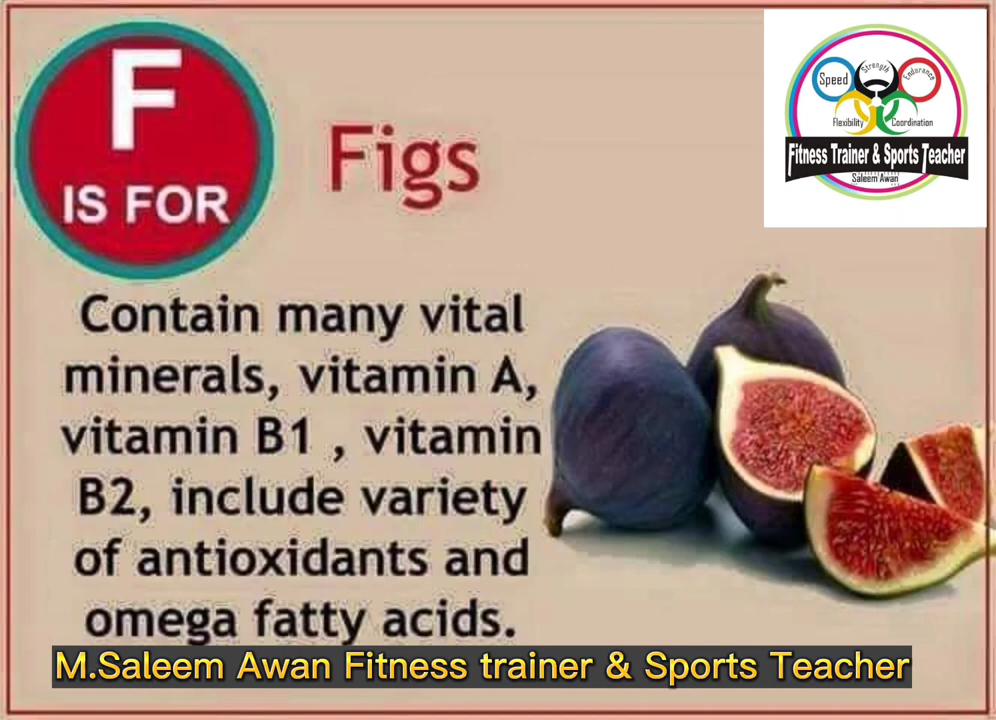 F
IS FOR
Figs
Speed
Strength
Endurance
Flexibility
Coordination
Fitness Trainer & Sports Teacher
Saleem Awan
Contain many vital
minerals, vitamin A,
vitamin B1 , vitamin
B2, include variety
of antioxidants and
omega fatty acids.
M.Saleem Awan Fitness trainer & Sports Teacher